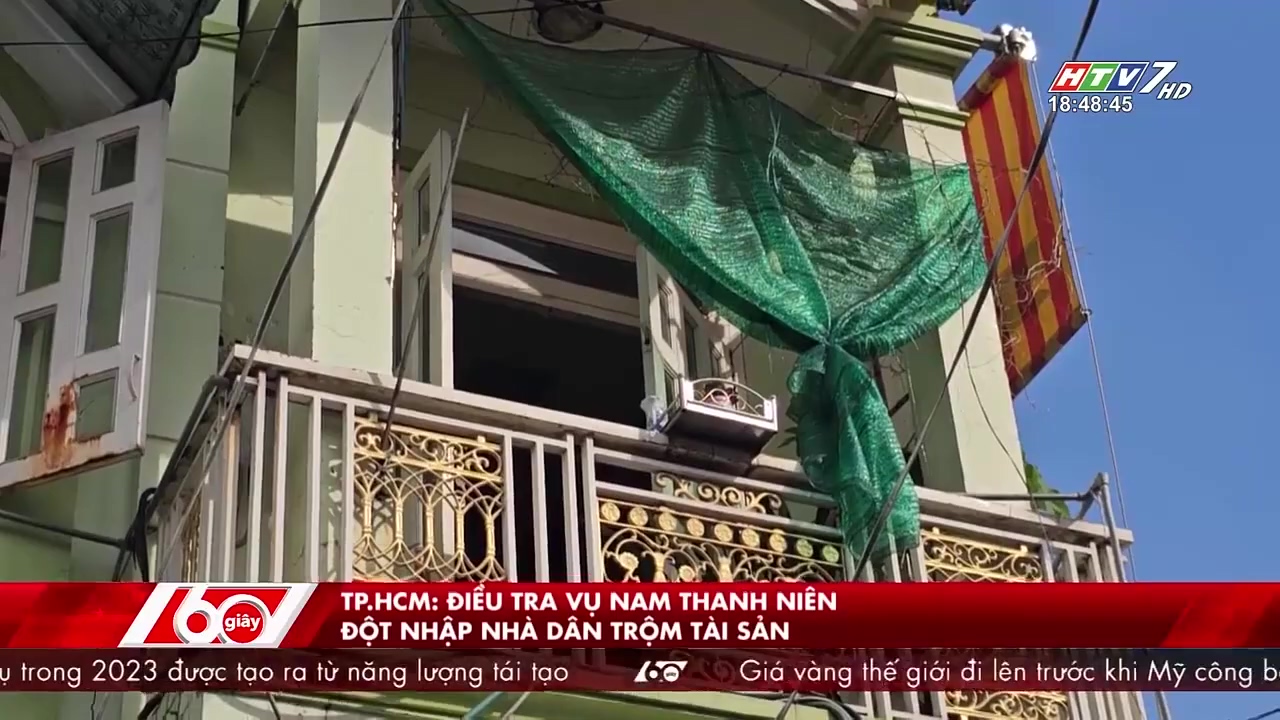 HTV7 HD
18:48:45
60 giây
TP.HCM: ĐIỀU TRA VỤ NAM THANH NIÊN
ĐỘT NHẬP NHÀ DÂN TRỘM TÀI SẢN
trong 2023 được tạo ra từ năng lượng tái tạo 60 Giá vàng thế giới đi lên trước khi Mỹ công